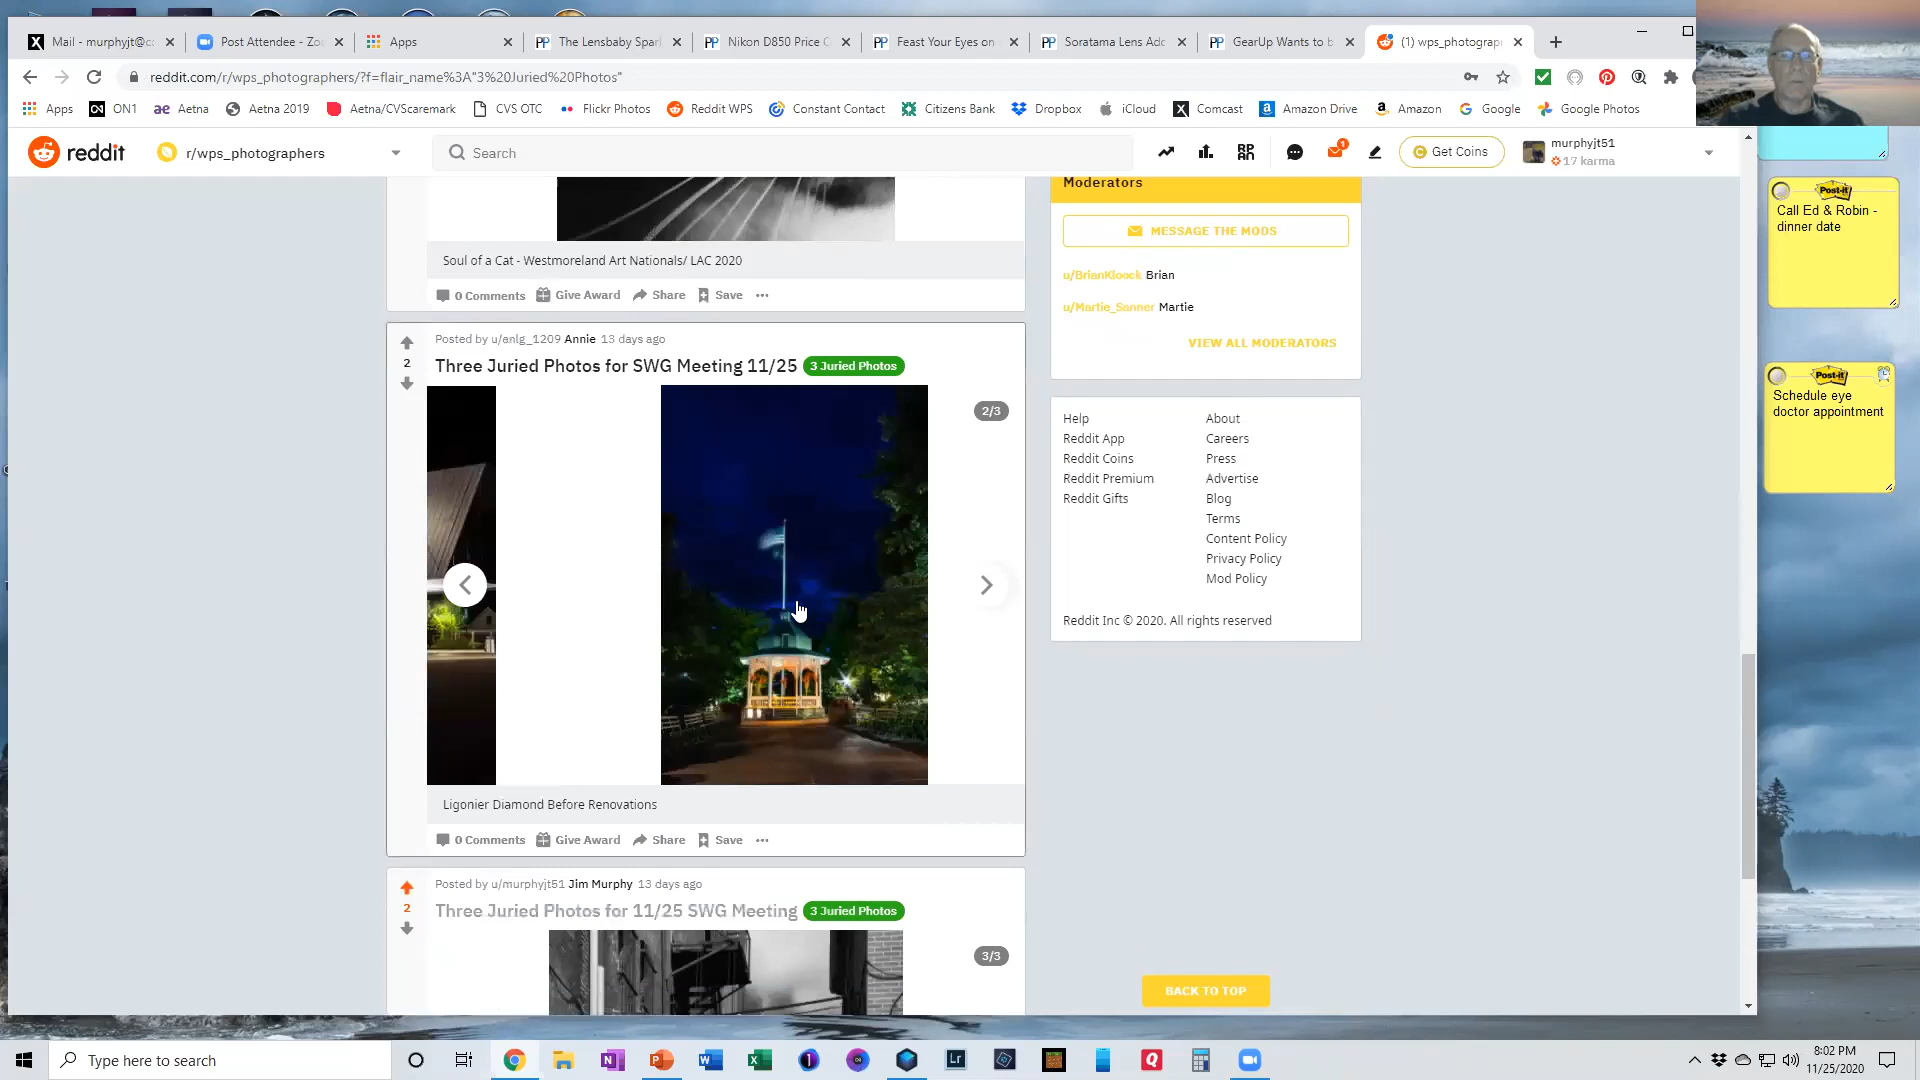 Mail - murphyjt@co
Post Attendee - Zoo
Apps
The Lensbaby Spar
Nikon D850 Price
Feast Your Eyes on
Soratama Lens Add
GearUp Wants to b
(1) wps_photograp
reddit.com/r/wps_photographers/?f=flair_name%3A"3%20Juried%20Photos"
Apps
ON1
Aetna
Aetna 2019
Aetna/CVScaremark
CVS OTC
Flickr Photos
Reddit WPS
Constant Contact
Citizens Bank
Dropbox
iCloud
Comcast
Amazon Drive
Amazon
Google
Google Photos
reddit
r/wps_photographers
Search
1
Get Coins
murphyjt51
17 karma
Soul of a Cat - Westmoreland Art Nationals/ LAC 2020
0 Comments Give Award Share Save
Posted by u/anlg_1209 Annie 13 days ago
2
Three Juried Photos for SWG Meeting 11/25 3 Juried Photos
2/3
Ligonier Diamond Before Renovations
0 Comments Give Award Share Save
Posted by u/murphyjt51 Jim Murphy 13 days ago
2
Three Juried Photos for 11/25 SWG Meeting 3 Juried Photos
3/3
Moderators
MESSAGE THE MODS
u/BrianKloock Brian
u/Martie_Sanner Martie
VIEW ALL MODERATORS
Help
Reddit App
Reddit Coins
Reddit Premium
Reddit Gifts
About
Careers
Press
Advertise
Blog
Terms
Content Policy
Privacy Policy
Mod Policy
Reddit Inc © 2020. All rights reserved
BACK TO TOP
Post-it
Call Ed & Robin -
dinner date
Post-it
Schedule eye
doctor appointment
Type here to search
Lr
8:02 PM
11/25/2020